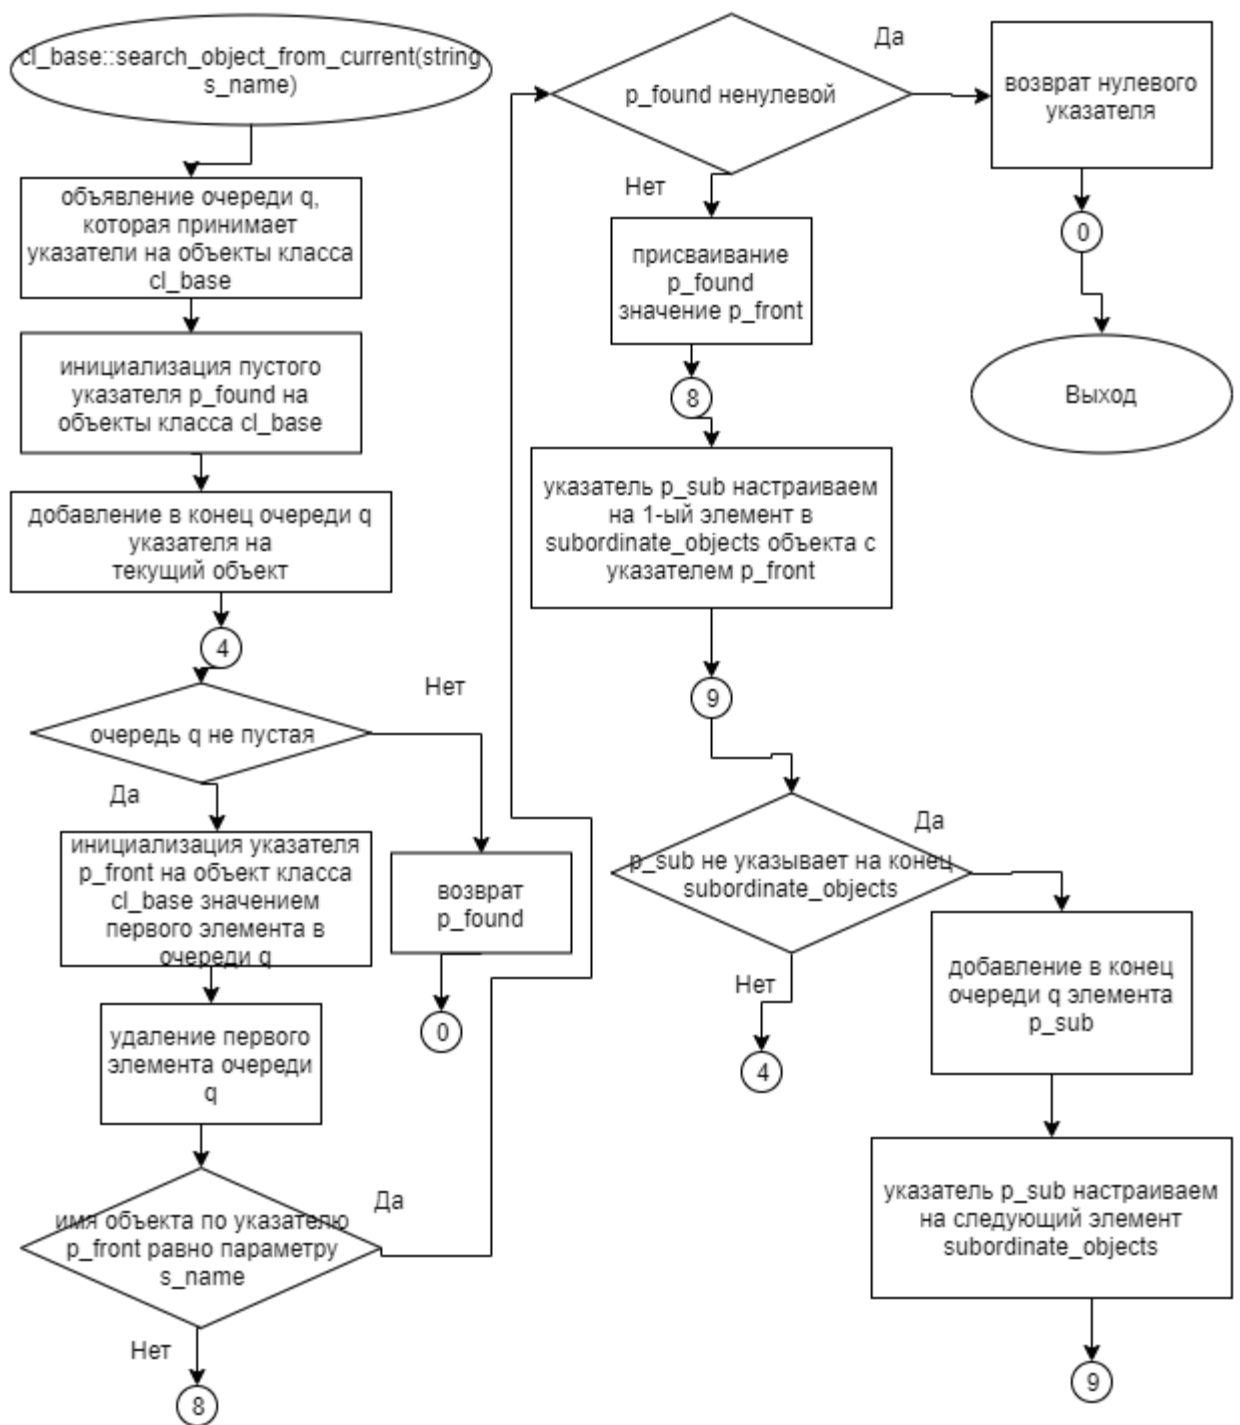 cl_base::search_object_from_current(string
s_name)
объявление очереди q,
которая принимает
указатели на объекты класса
cl_base
инициализация пустого
указателя p_found на
объекты класса cl_base
добавление в конец очереди q
указателя на
текущий объект
4
очередь q не пустая
Нет
Да
инициализация указателя
p_front на объект класса
cl_base значением
первого элемента в
очереди q
возврат
p_found
0
удаление первого
элемента очереди
q
имя объекта по указателю
p_front равно параметру
s_name
Да
Нет
8
p_found ненулевой
Да
возврат нулевого
указателя
0
Выход
Нет
присваивание
p_found
значение p_front
8
указатель p_sub настраиваем
на 1-ый элемент в
subordinate_objects объекта с
указателем p_front
9
p_sub не указывает на конец
subordinate_objects
Да
Нет
4
добавление в конец
очереди q элемента
p_sub
указатель p_sub настраиваем
на следующий элемент
subordinate_objects
9